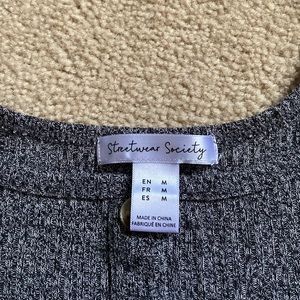 Streetwear Society
EN M
FR M
ES M
MADE IN CHINA
FABRIQUÉ EN CHINE